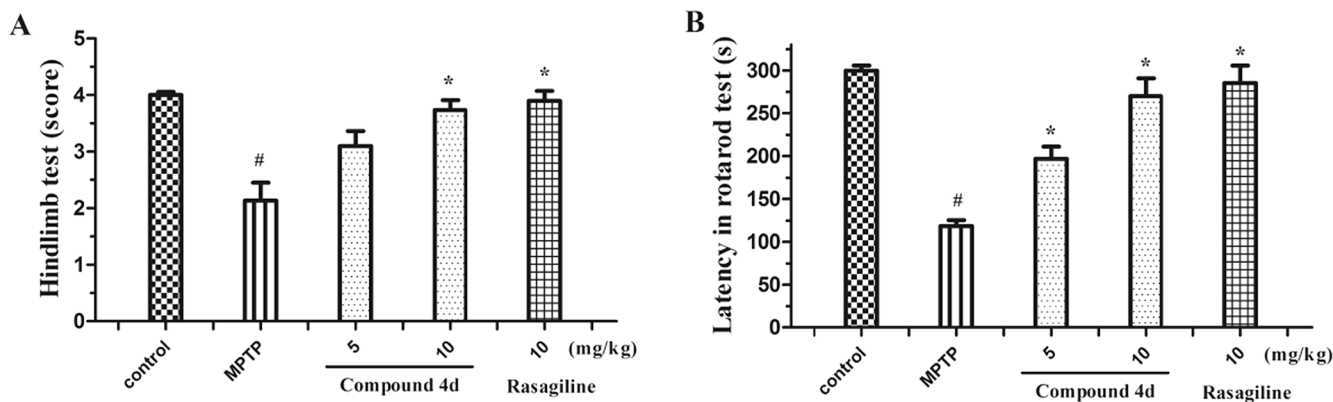 A
Hindlimb test (score)
5
4
3
2
1
0
#
*
*
control
MPTP
5
10
10
(mg/kg)
Compound 4d
Rasagiline
B
Latency in rotarod test (s)
300
250
200
150
100
50
0
#
*
*
*
control
MPTP
5
10
10
(mg/kg)
Compound 4d
Rasagiline